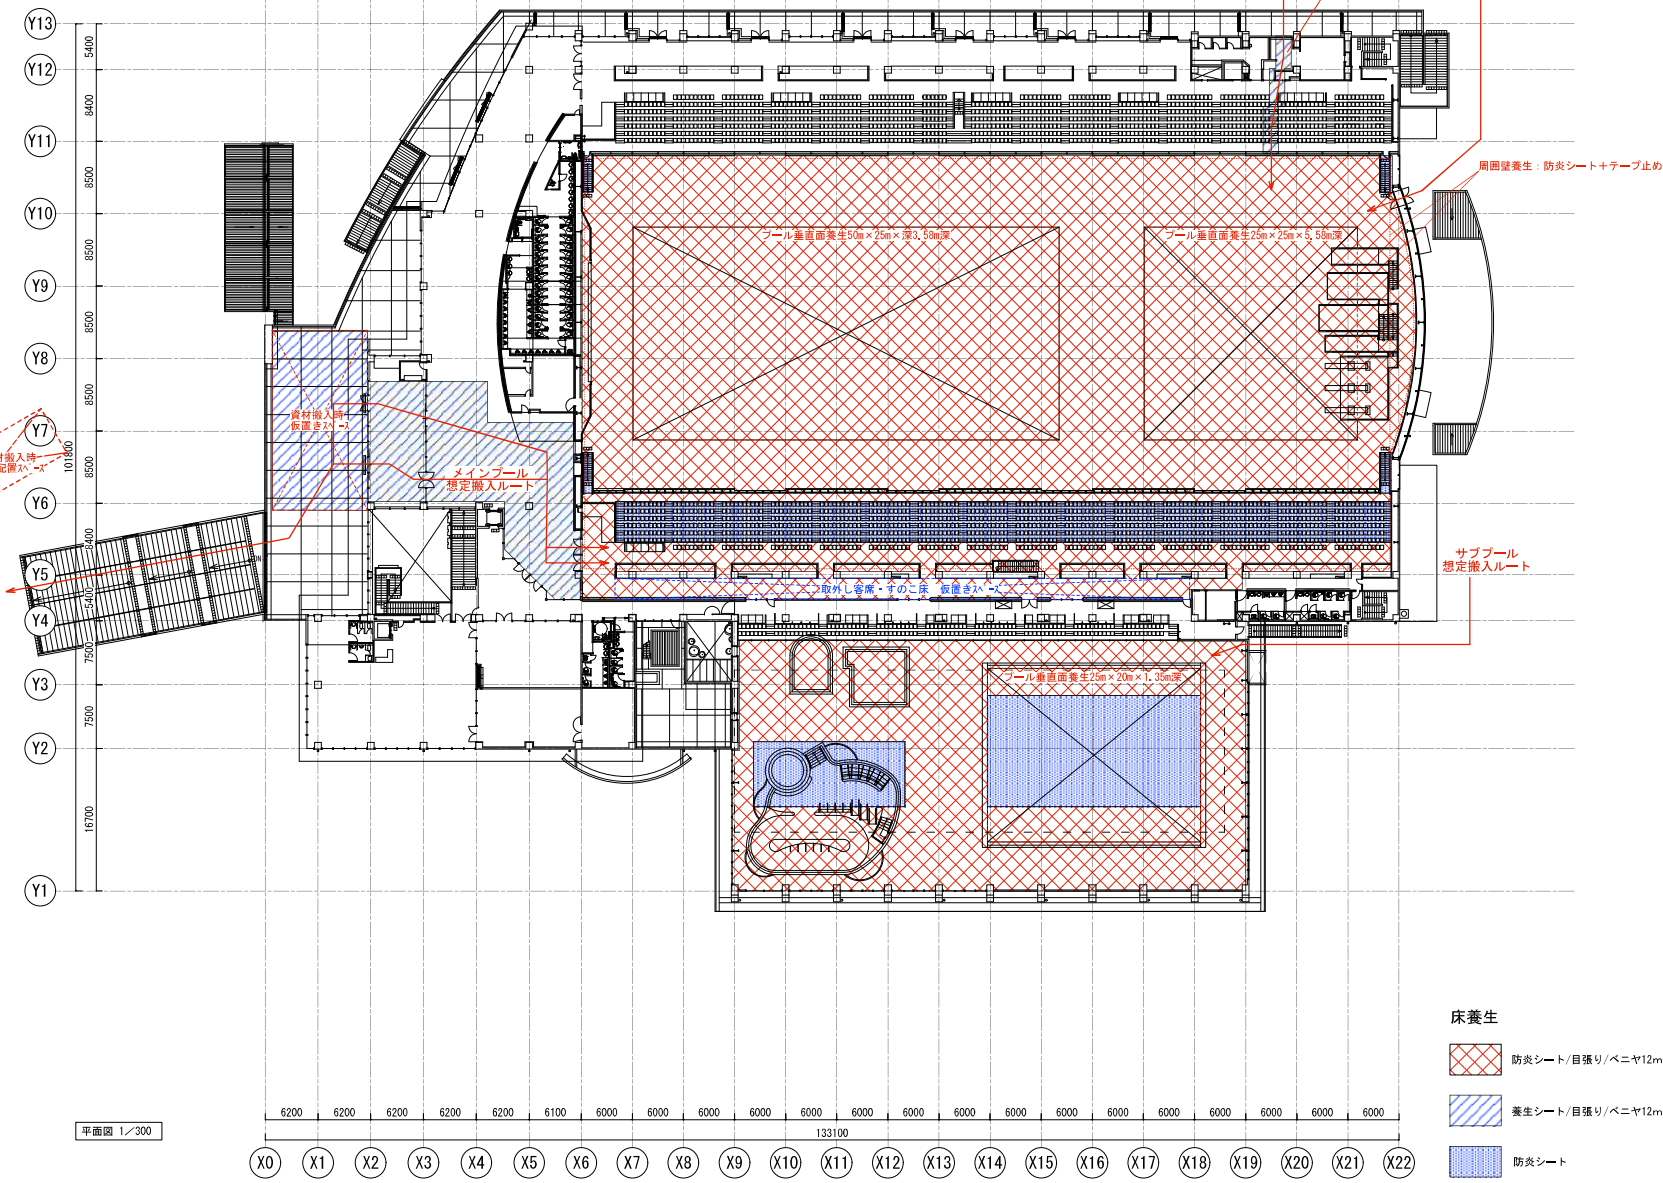 Y13
5400
Y12
8400
Y11
8500
周囲壁養生：防炎シート＋テープ止め
Y10
プール垂直面養生50m×25m×深3.58m深
プール垂直面養生25m×25m×5.58m深
8500
Y9
8500
Y8
8500
資材搬入時
仮置きスペース
Y7
101800
材搬入時
配置スペース
8500
メインプール
想定搬入ルート
Y6
8400
サブプール
想定搬入ルート
Y5
取外し客席・すのこ床　仮置きスペース
5400
Y4
7500
プール垂直面養生25m×20m×1.35m深
Y3
7500
Y2
16700
Y1
床養生
防炎シート/目張り/ベニヤ12m
養生シート/目張り/ベニヤ12m
防炎シート
平面図 1／300
6200 6200 6200 6200 6200 6100 6000 6000 6000 6000 6000 6000 6000 6000 6000 6000 6000 6000 6000 6000 6000 6000
133100
X0 X1 X2 X3 X4 X5 X6 X7 X8 X9 X10 X11 X12 X13 X14 X15 X16 X17 X18 X19 X20 X21 X22